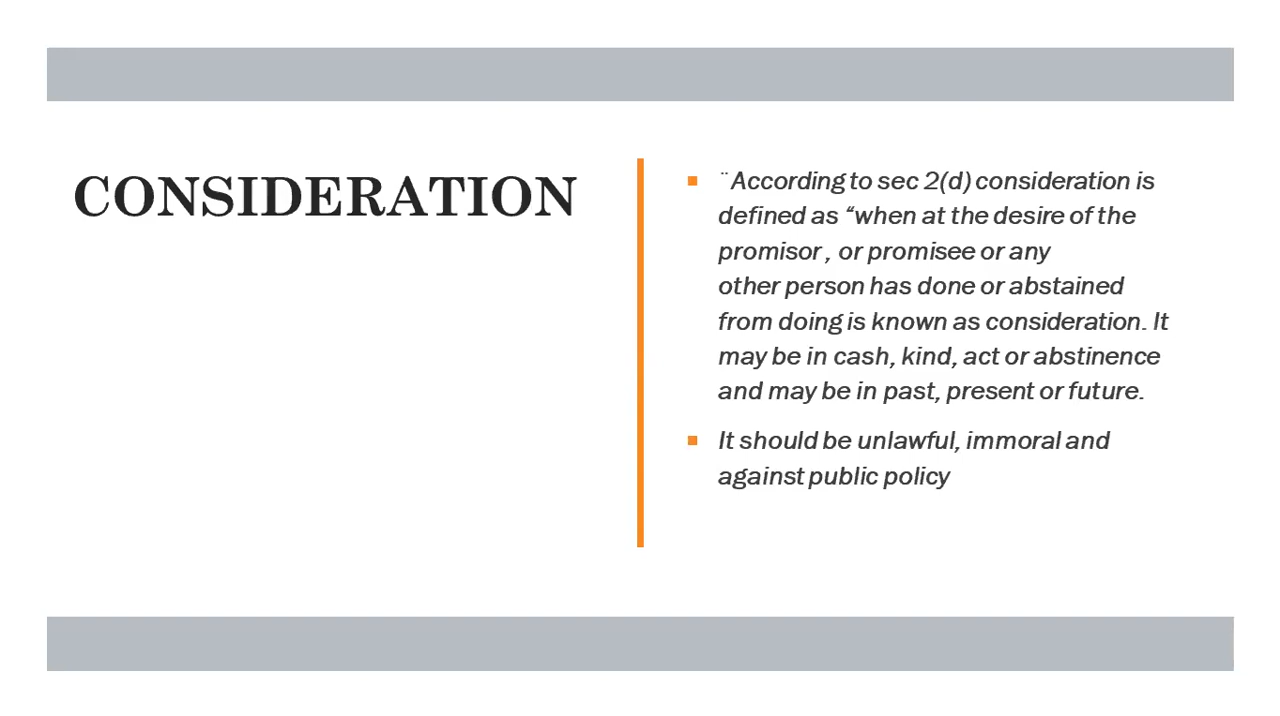 CONSIDERATION
¨According to sec 2(d) consideration is
defined as “when at the desire of the
promisor , or promisee or any
other person has done or abstained
from doing is known as consideration. It
may be in cash, kind, act or abstinence
and may be in past, present or future.
It should be unlawful, immoral and
against public policy